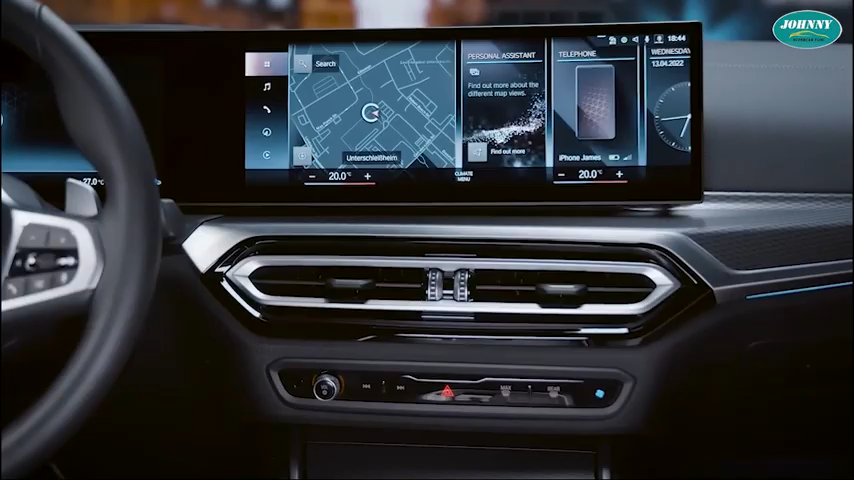 JOHNNY
18:44
Search
PERSONAL ASSISTANT
Find out more about the
different map views.
Find out more
TELEPHONE
iPhone James
WEDNESDA
13.04.2022
Unterschleißheim
27.0
− 20.0 °C +
CLIMATE
MENU
− 20.0 °C +
MAX
REAR